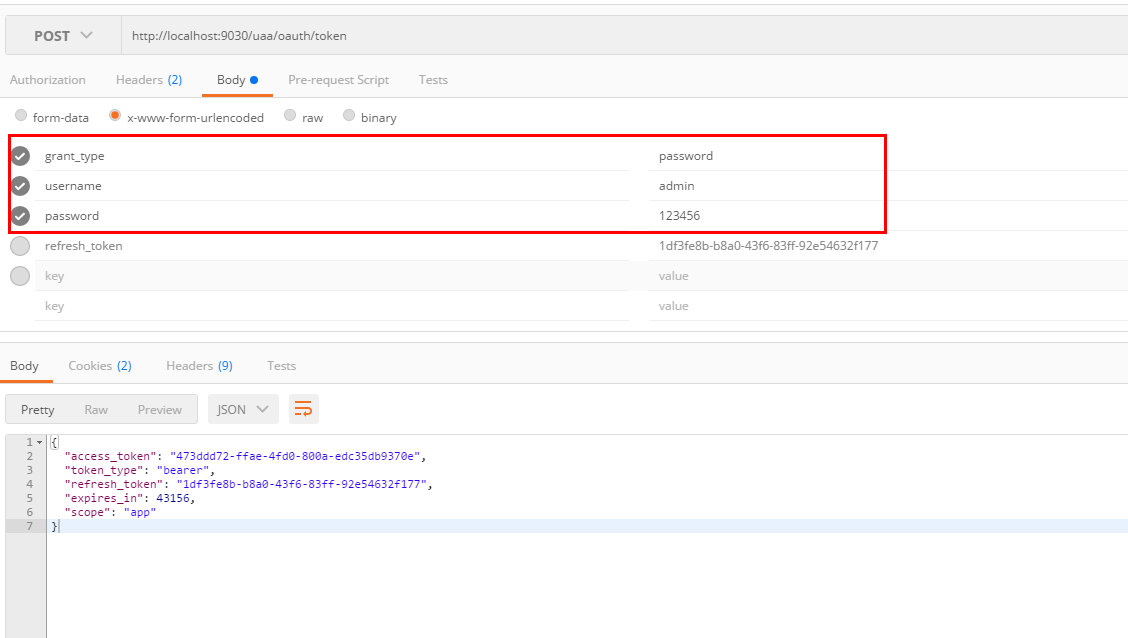 POST http://localhost:9030/uaa/oauth/token
Authorization Headers (2) Body Pre-request Script Tests
form-data x-www-form-urlencoded raw binary
grant_type password
username admin
password 123456
refresh_token 1df3fe8b-b8a0-43f6-83ff-92e54632f177
key value
key value
Body Cookies (2) Headers (9) Tests
Pretty Raw Preview JSON
1 {
2 "access_token": "473ddd72-ffae-4fd0-800a-edc35db9370e",
3 "token_type": "bearer",
4 "refresh_token": "1df3fe8b-b8a0-43f6-83ff-92e54632f177",
5 "expires_in": 43156,
6 "scope": "app"
7 }